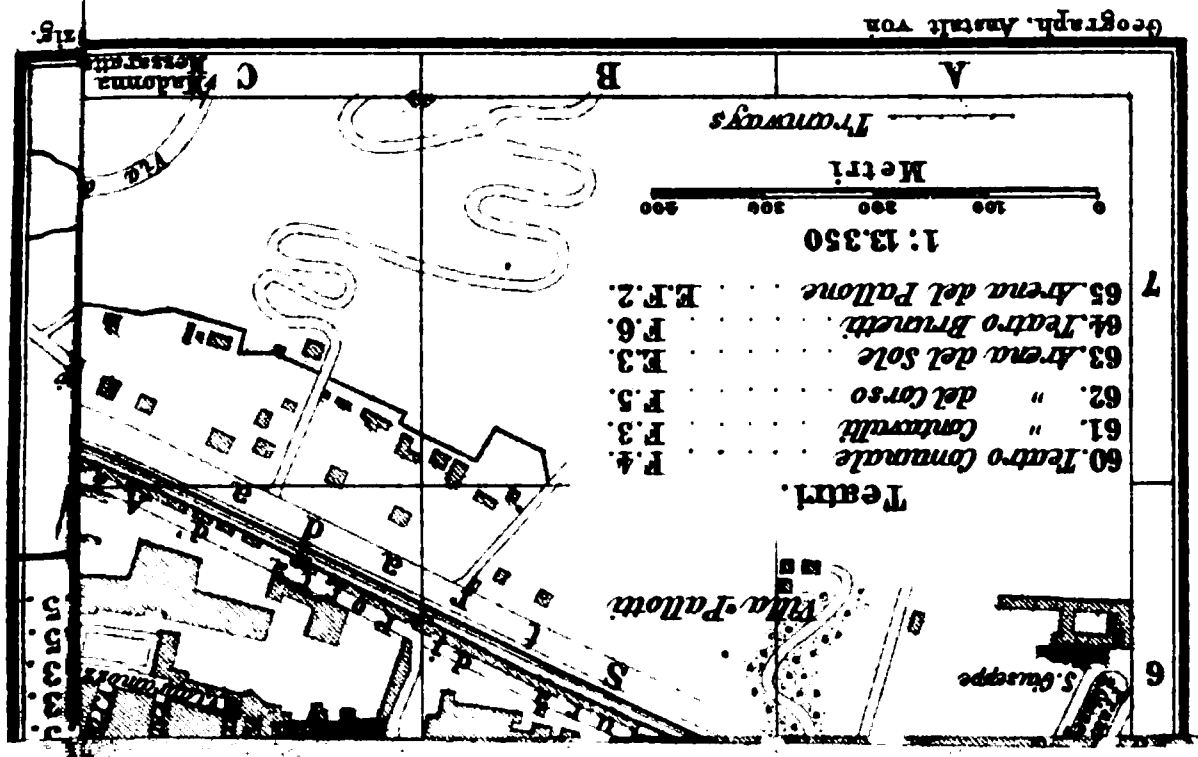 S. Giuseppe
6
Villa Pallotti
S t r a d a
Teatri.
60. Teatro Comunale . . . . . F.4.
61. " Contavalli . . . . . F.3.
62. " del Corso . . . . . F.5.
63. Arena del Sole . . . . . E.3.
64. Teatro Brunetti . . . . . F.6.
65. Arena del Pallone . . . . E.F.2.
7
1:13.350
0 100 200 300 400
Metri
Tramways
Via
Madonna
A B C
Geograph. Anstalt von
zig.